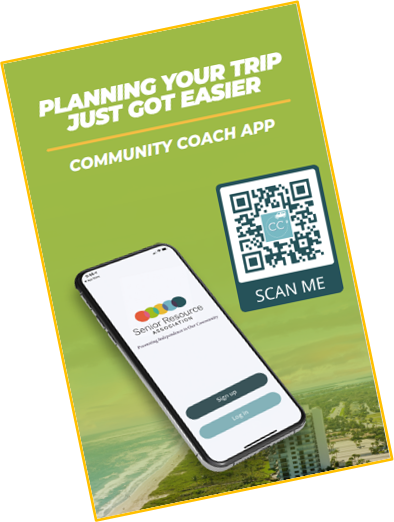 PLANNING YOUR TRIP
JUST GOT EASIER
COMMUNITY COACH APP
CC
SCAN ME
Senior Resource
ASSOCIATION
Promoting Independence in Our Community
Sign up
Log in